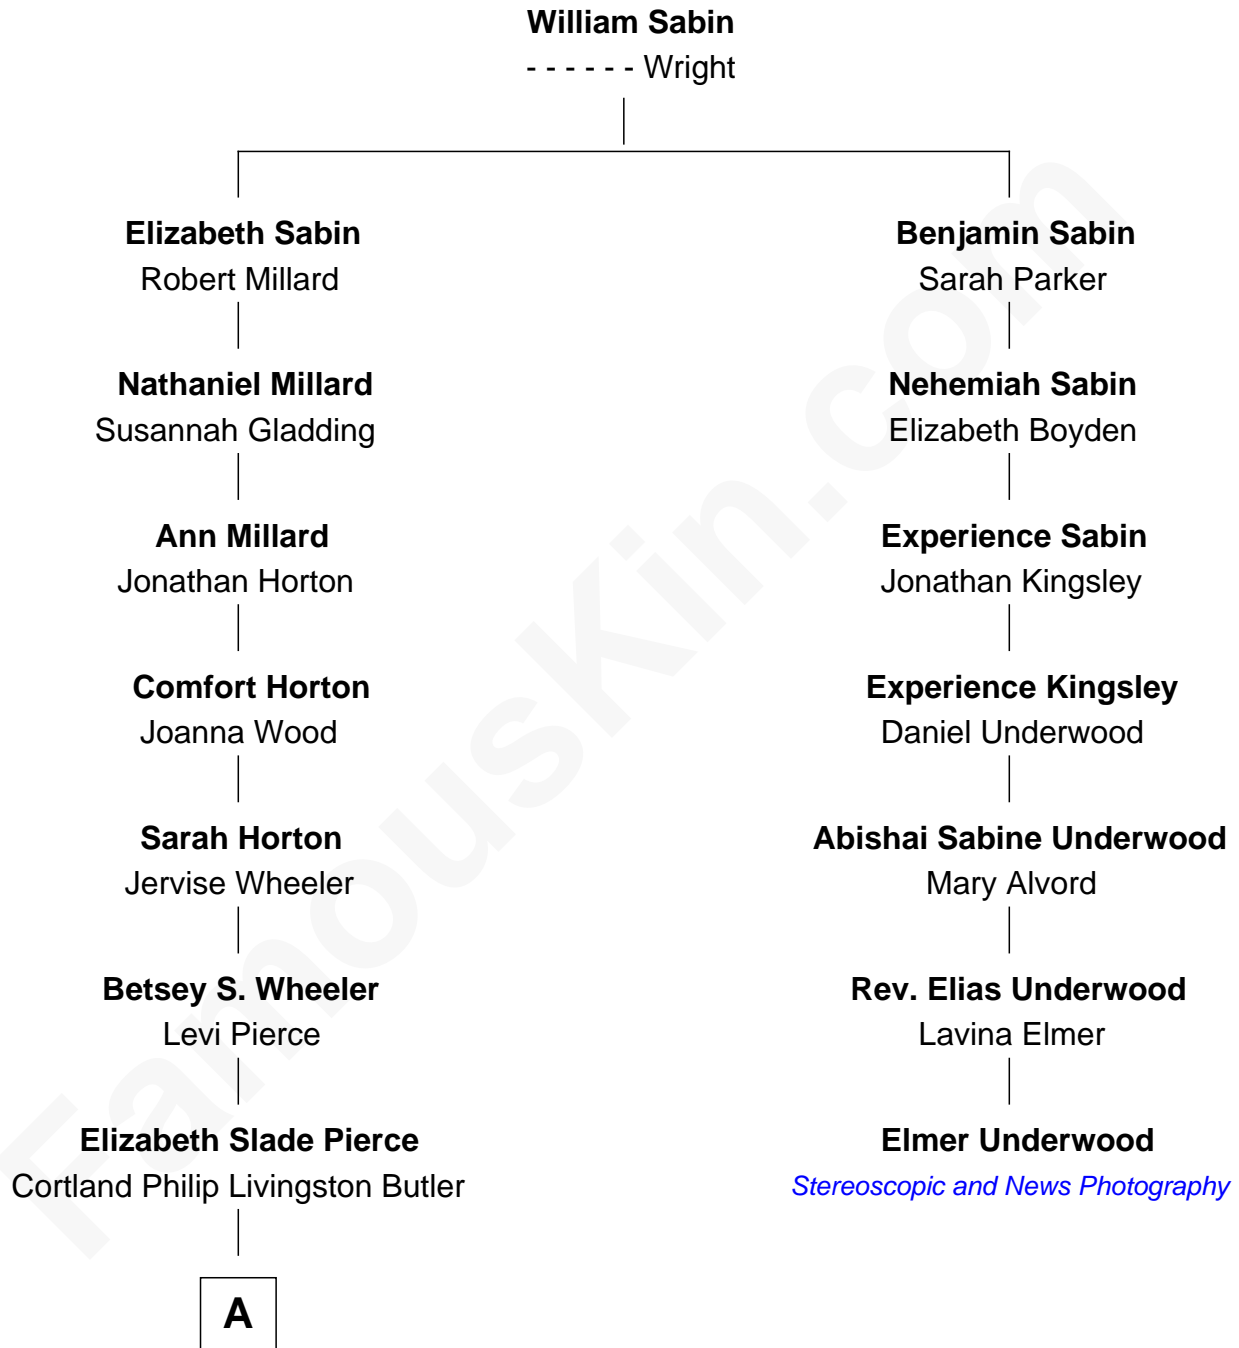 William Sabin
- - - - - - Wright
Elizabeth Sabin
Robert Millard
Benjamin Sabin
Sarah Parker
Nathaniel Millard
Susannah Gladding
Nehemiah Sabin
Elizabeth Boyden
Ann Millard
Jonathan Horton
Experience Sabin
Jonathan Kingsley
Comfort Horton
Joanna Wood
Experience Kingsley
Daniel Underwood
Sarah Horton
Jervise Wheeler
Abishai Sabine Underwood
Mary Alvord
Betsey S. Wheeler
Levi Pierce
Rev. Elias Underwood
Lavina Elmer
Elizabeth Slade Pierce
Cortland Philip Livingston Butler
Elmer Underwood
Stereoscopic and News Photography
A
FamousKin.com